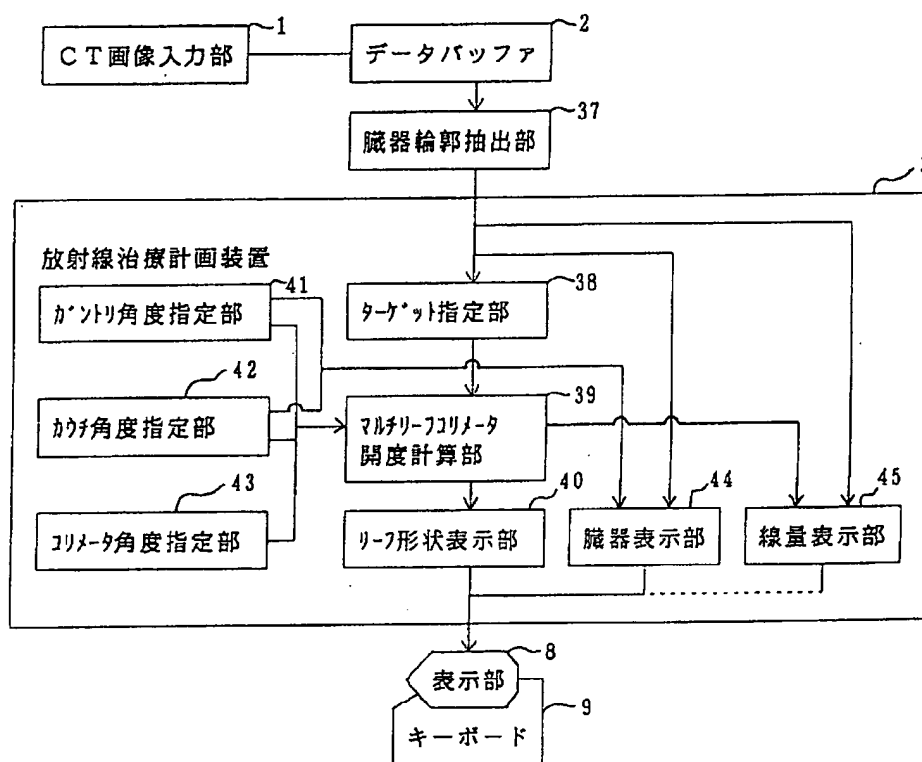 1
2
CT画像入力部
データバッファ
37
臓器輪郭抽出部
放射線治療計画装置
41
38
ｶﾞﾝﾄﾘ角度指定部
ﾀｰｹﾞｯﾄ指定部
42
39
ｶｳﾁ角度指定部
ﾏﾙﾁﾘｰﾌｺﾘﾒｰﾀ
開度計算部
43
40
44
45
ｺﾘﾒｰﾀ角度指定部
ﾘｰﾌ形状表示部
臓器表示部
線量表示部
8
表示部
9
キーボード